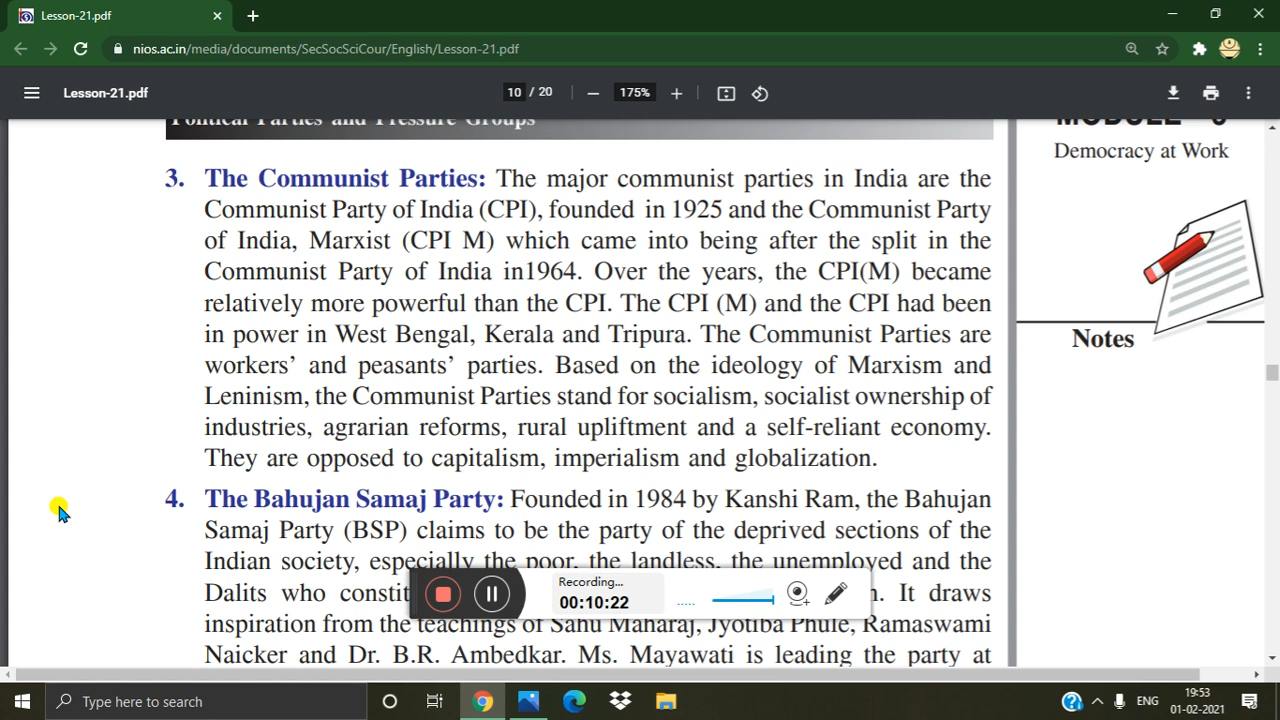 Lesson-21.pdf
nios.ac.in/media/documents/SecSocSciCour/English/Lesson-21.pdf
Lesson-21.pdf
10 / 20
175%
Political Parties and Pressure Groups
MODULE
Democracy at Work
Notes
3. The Communist Parties: The major communist parties in India are the
Communist Party of India (CPI), founded in 1925 and the Communist Party
of India, Marxist (CPI M) which came into being after the split in the
Communist Party of India in1964. Over the years, the CPI(M) became
relatively more powerful than the CPI. The CPI (M) and the CPI had been
in power in West Bengal, Kerala and Tripura. The Communist Parties are
workers’ and peasants’ parties. Based on the ideology of Marxism and
Leninism, the Communist Parties stand for socialism, socialist ownership of
industries, agrarian reforms, rural upliftment and a self-reliant economy.
They are opposed to capitalism, imperialism and globalization.
4. The Bahujan Samaj Party: Founded in 1984 by Kanshi Ram, the Bahujan
Samaj Party (BSP) claims to be the party of the deprived sections of the
Indian society, especially the poor, the landless, the unemployed and the
Dalits who It draws
inspiration from the teachings of Sahu Maharaj, Jyotiba Phule, Ramaswami
Naicker and Dr. B.R. Ambedkar. Ms. Mayawati is leading the party at
Recording...
00:10:22
Type here to search
ENG
19:53
01-02-2021